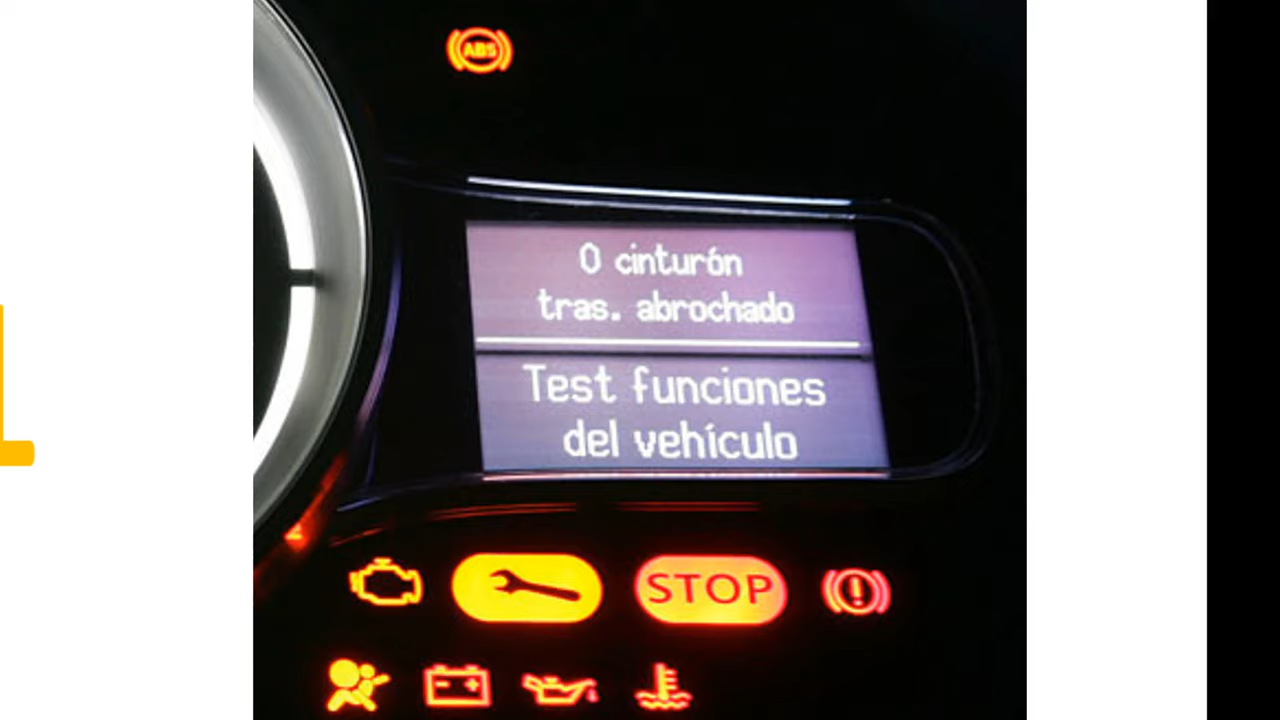 ABS
0 cinturón
tras. abrochado
Test funciones
del vehículo
STOP